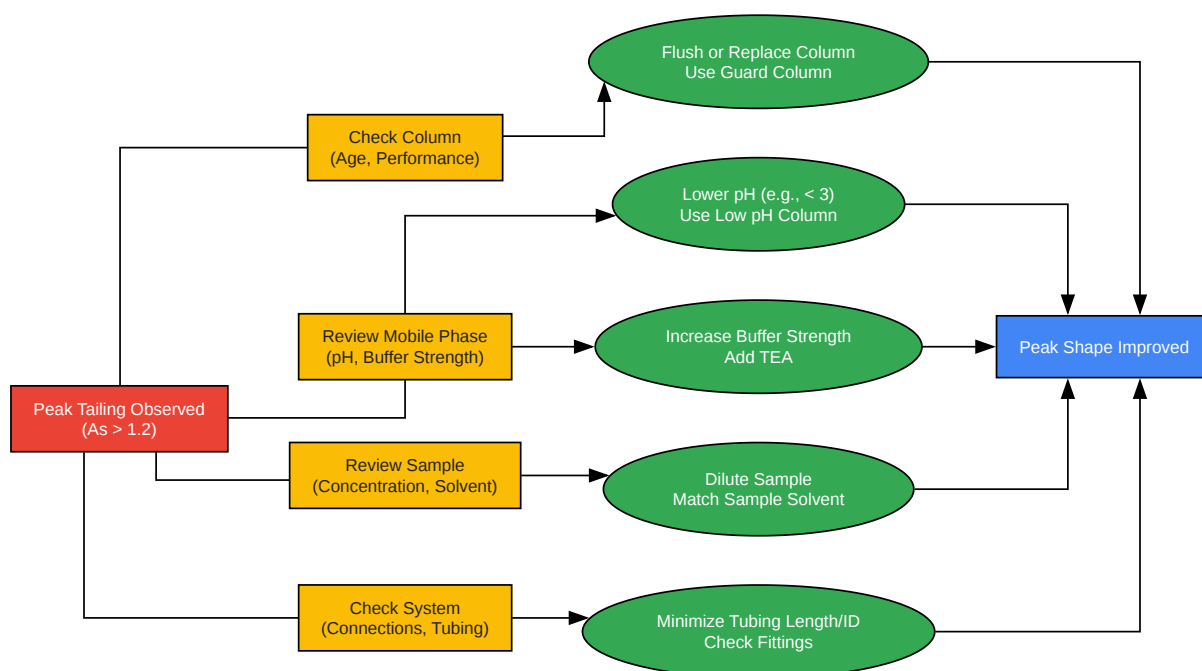 Flush or Replace Column
Use Guard Column
Check Column
(Age, Performance)
Lower pH (e.g., < 3)
Use Low pH Column
Review Mobile Phase
(pH, Buffer Strength)
Increase Buffer Strength
Add TEA
Peak Shape Improved
Peak Tailing Observed
(As > 1.2)
Review Sample
(Concentration, Solvent)
Dilute Sample
Match Sample Solvent
Check System
(Connections, Tubing)
Minimize Tubing Length/ID
Check Fittings